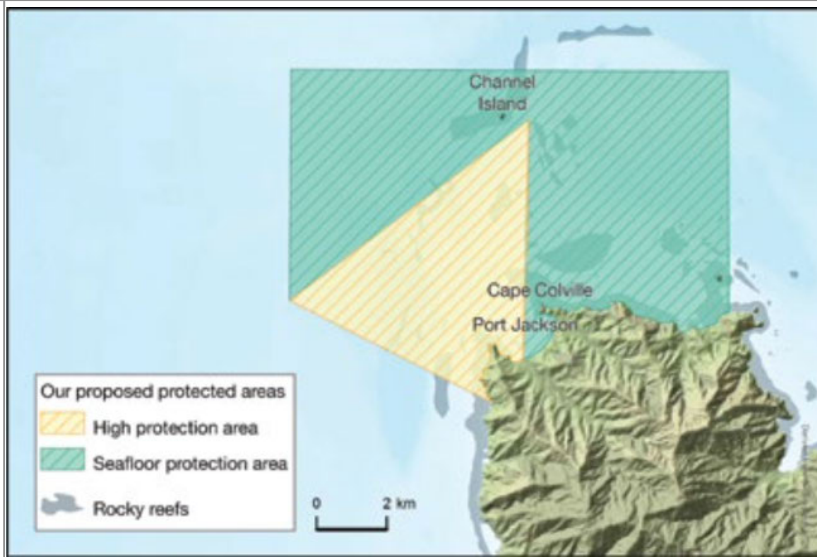 Channel
Island
Cape Colville
Port Jackson
Our proposed protected areas
High protection area
Seafloor protection area
Rocky reefs
0 2 km